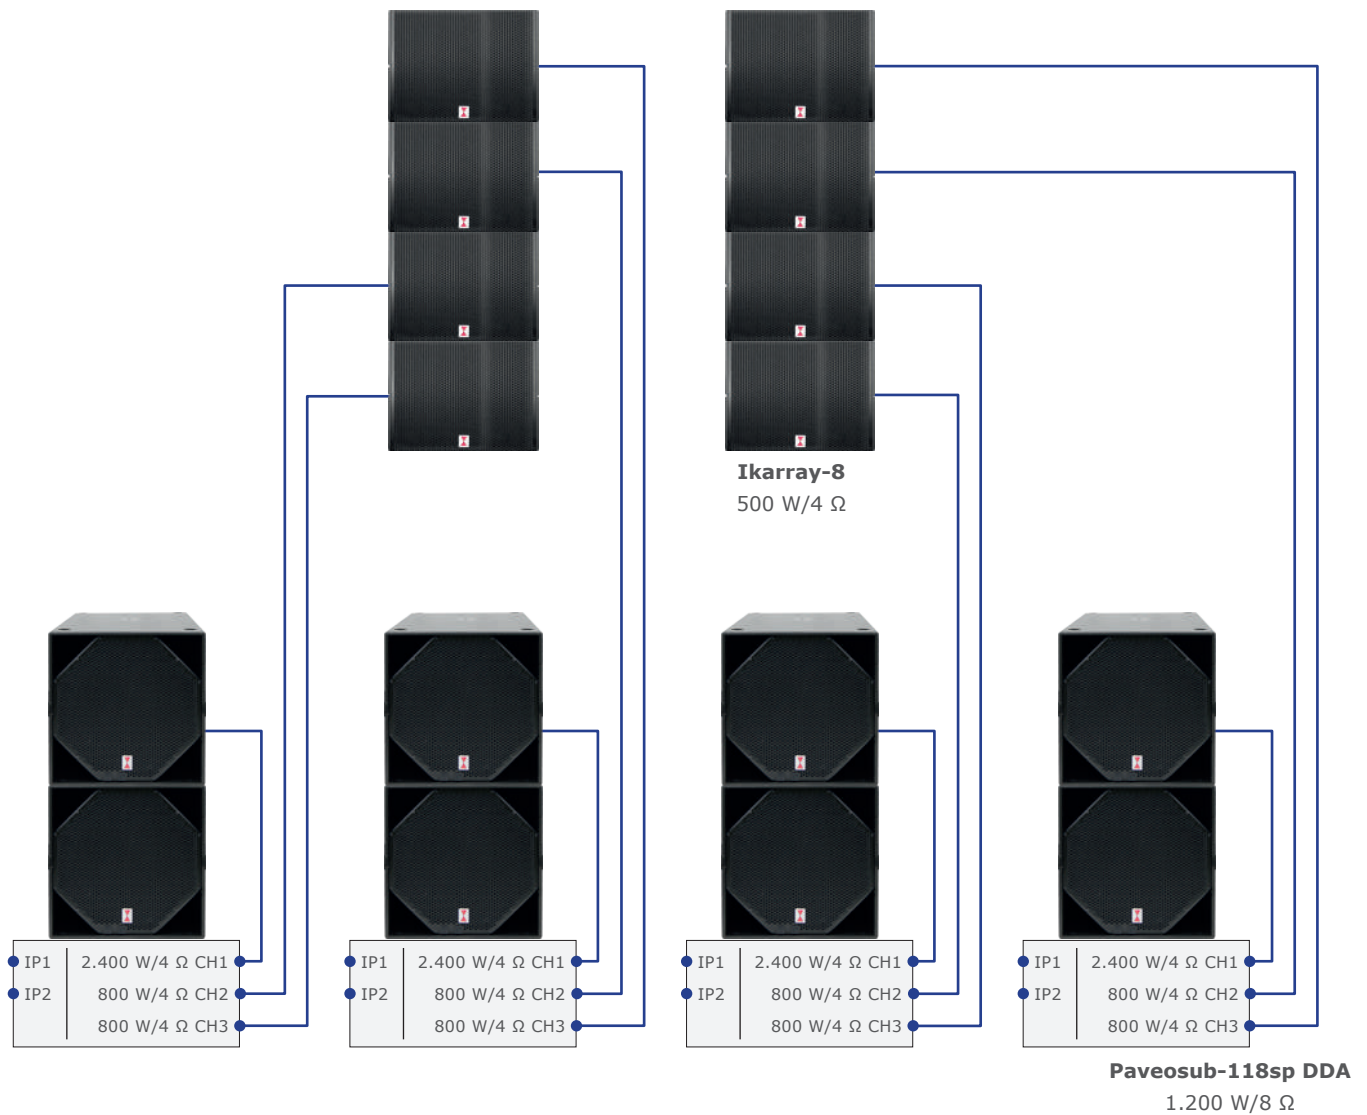 Ikarray-8
500 W/4 Ω
IP1 2.400 W/4 Ω CH1
IP2 800 W/4 Ω CH2
800 W/4 Ω CH3
IP1 2.400 W/4 Ω CH1
IP2 800 W/4 Ω CH2
800 W/4 Ω CH3
IP1 2.400 W/4 Ω CH1
IP2 800 W/4 Ω CH2
800 W/4 Ω CH3
IP1 2.400 W/4 Ω CH1
IP2 800 W/4 Ω CH2
800 W/4 Ω CH3
Paveosub-118sp DDA
1.200 W/8 Ω